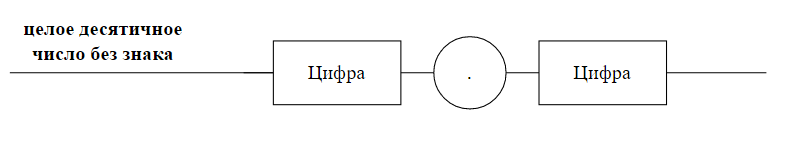 целое десятичное
число без знака
Цифра . Цифра